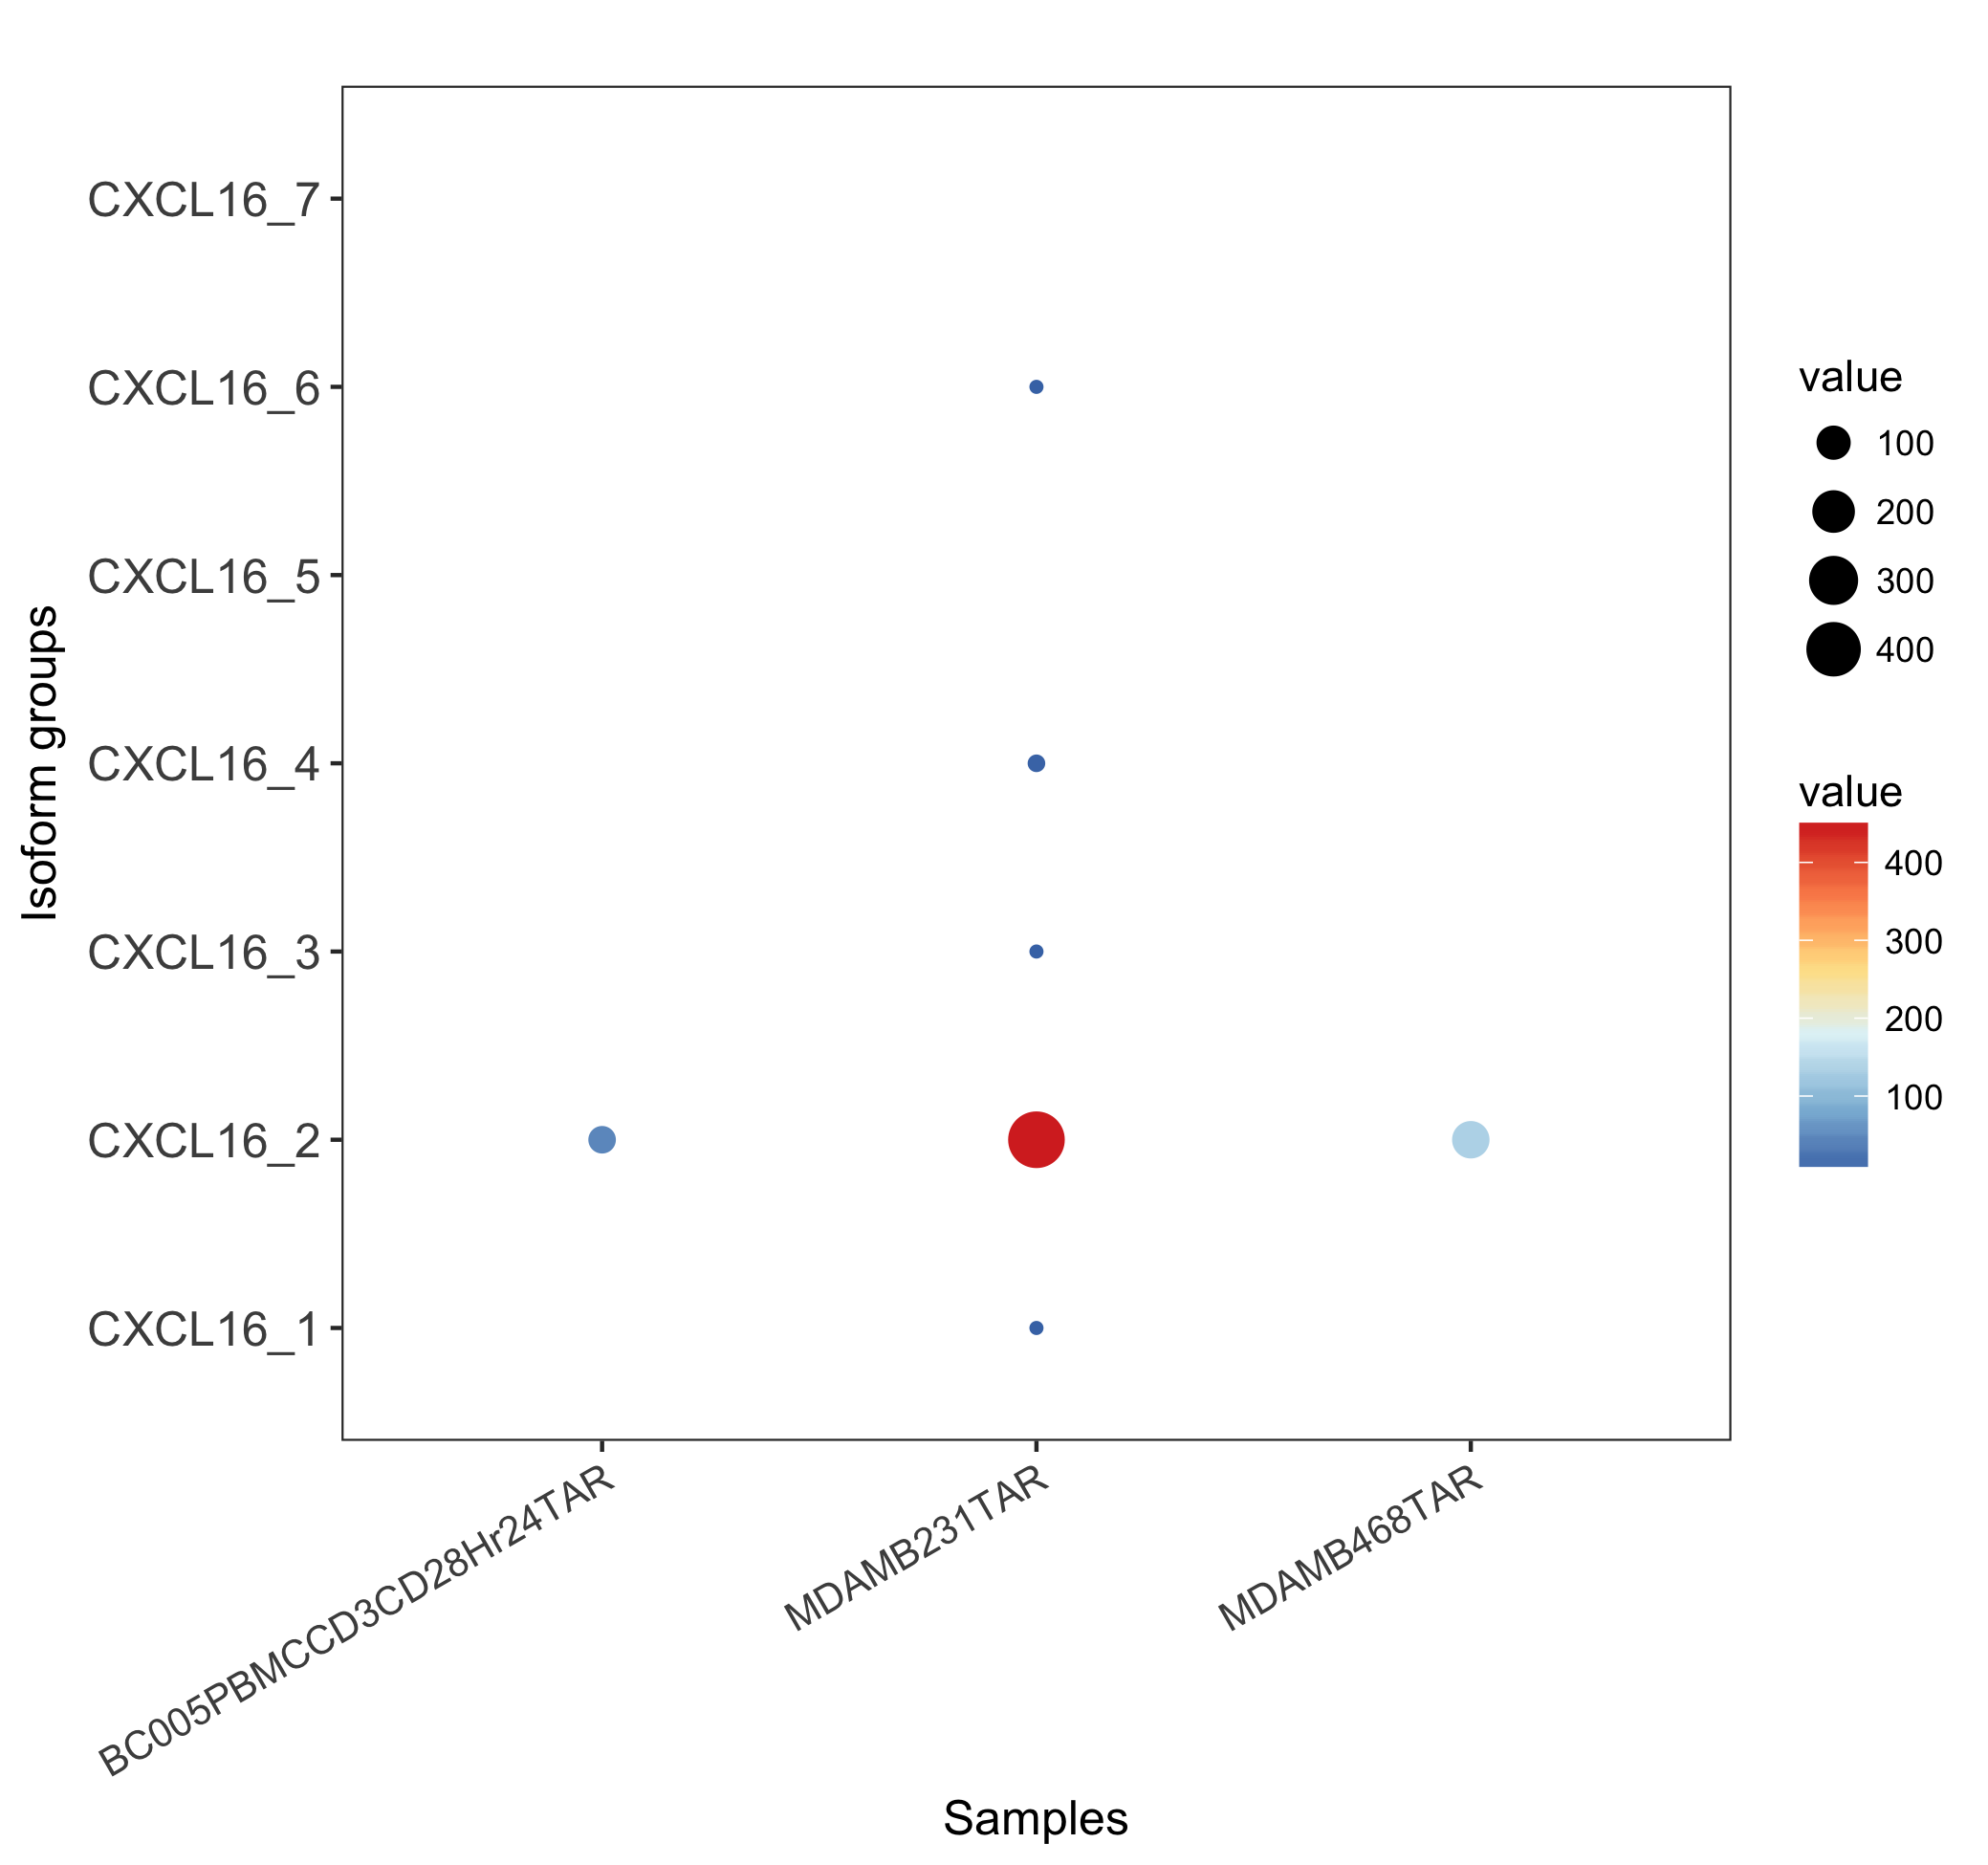 CXCL16_7
CXCL16_6
CXCL16_5
CXCL16_4
CXCL16_3
CXCL16_2
CXCL16_1
Isoform groups
BC005PBMCCD3CD28Hr24TAR
MDAMB231TAR
MDAMB468TAR
Samples
value
100
200
300
400
value
400
300
200
100